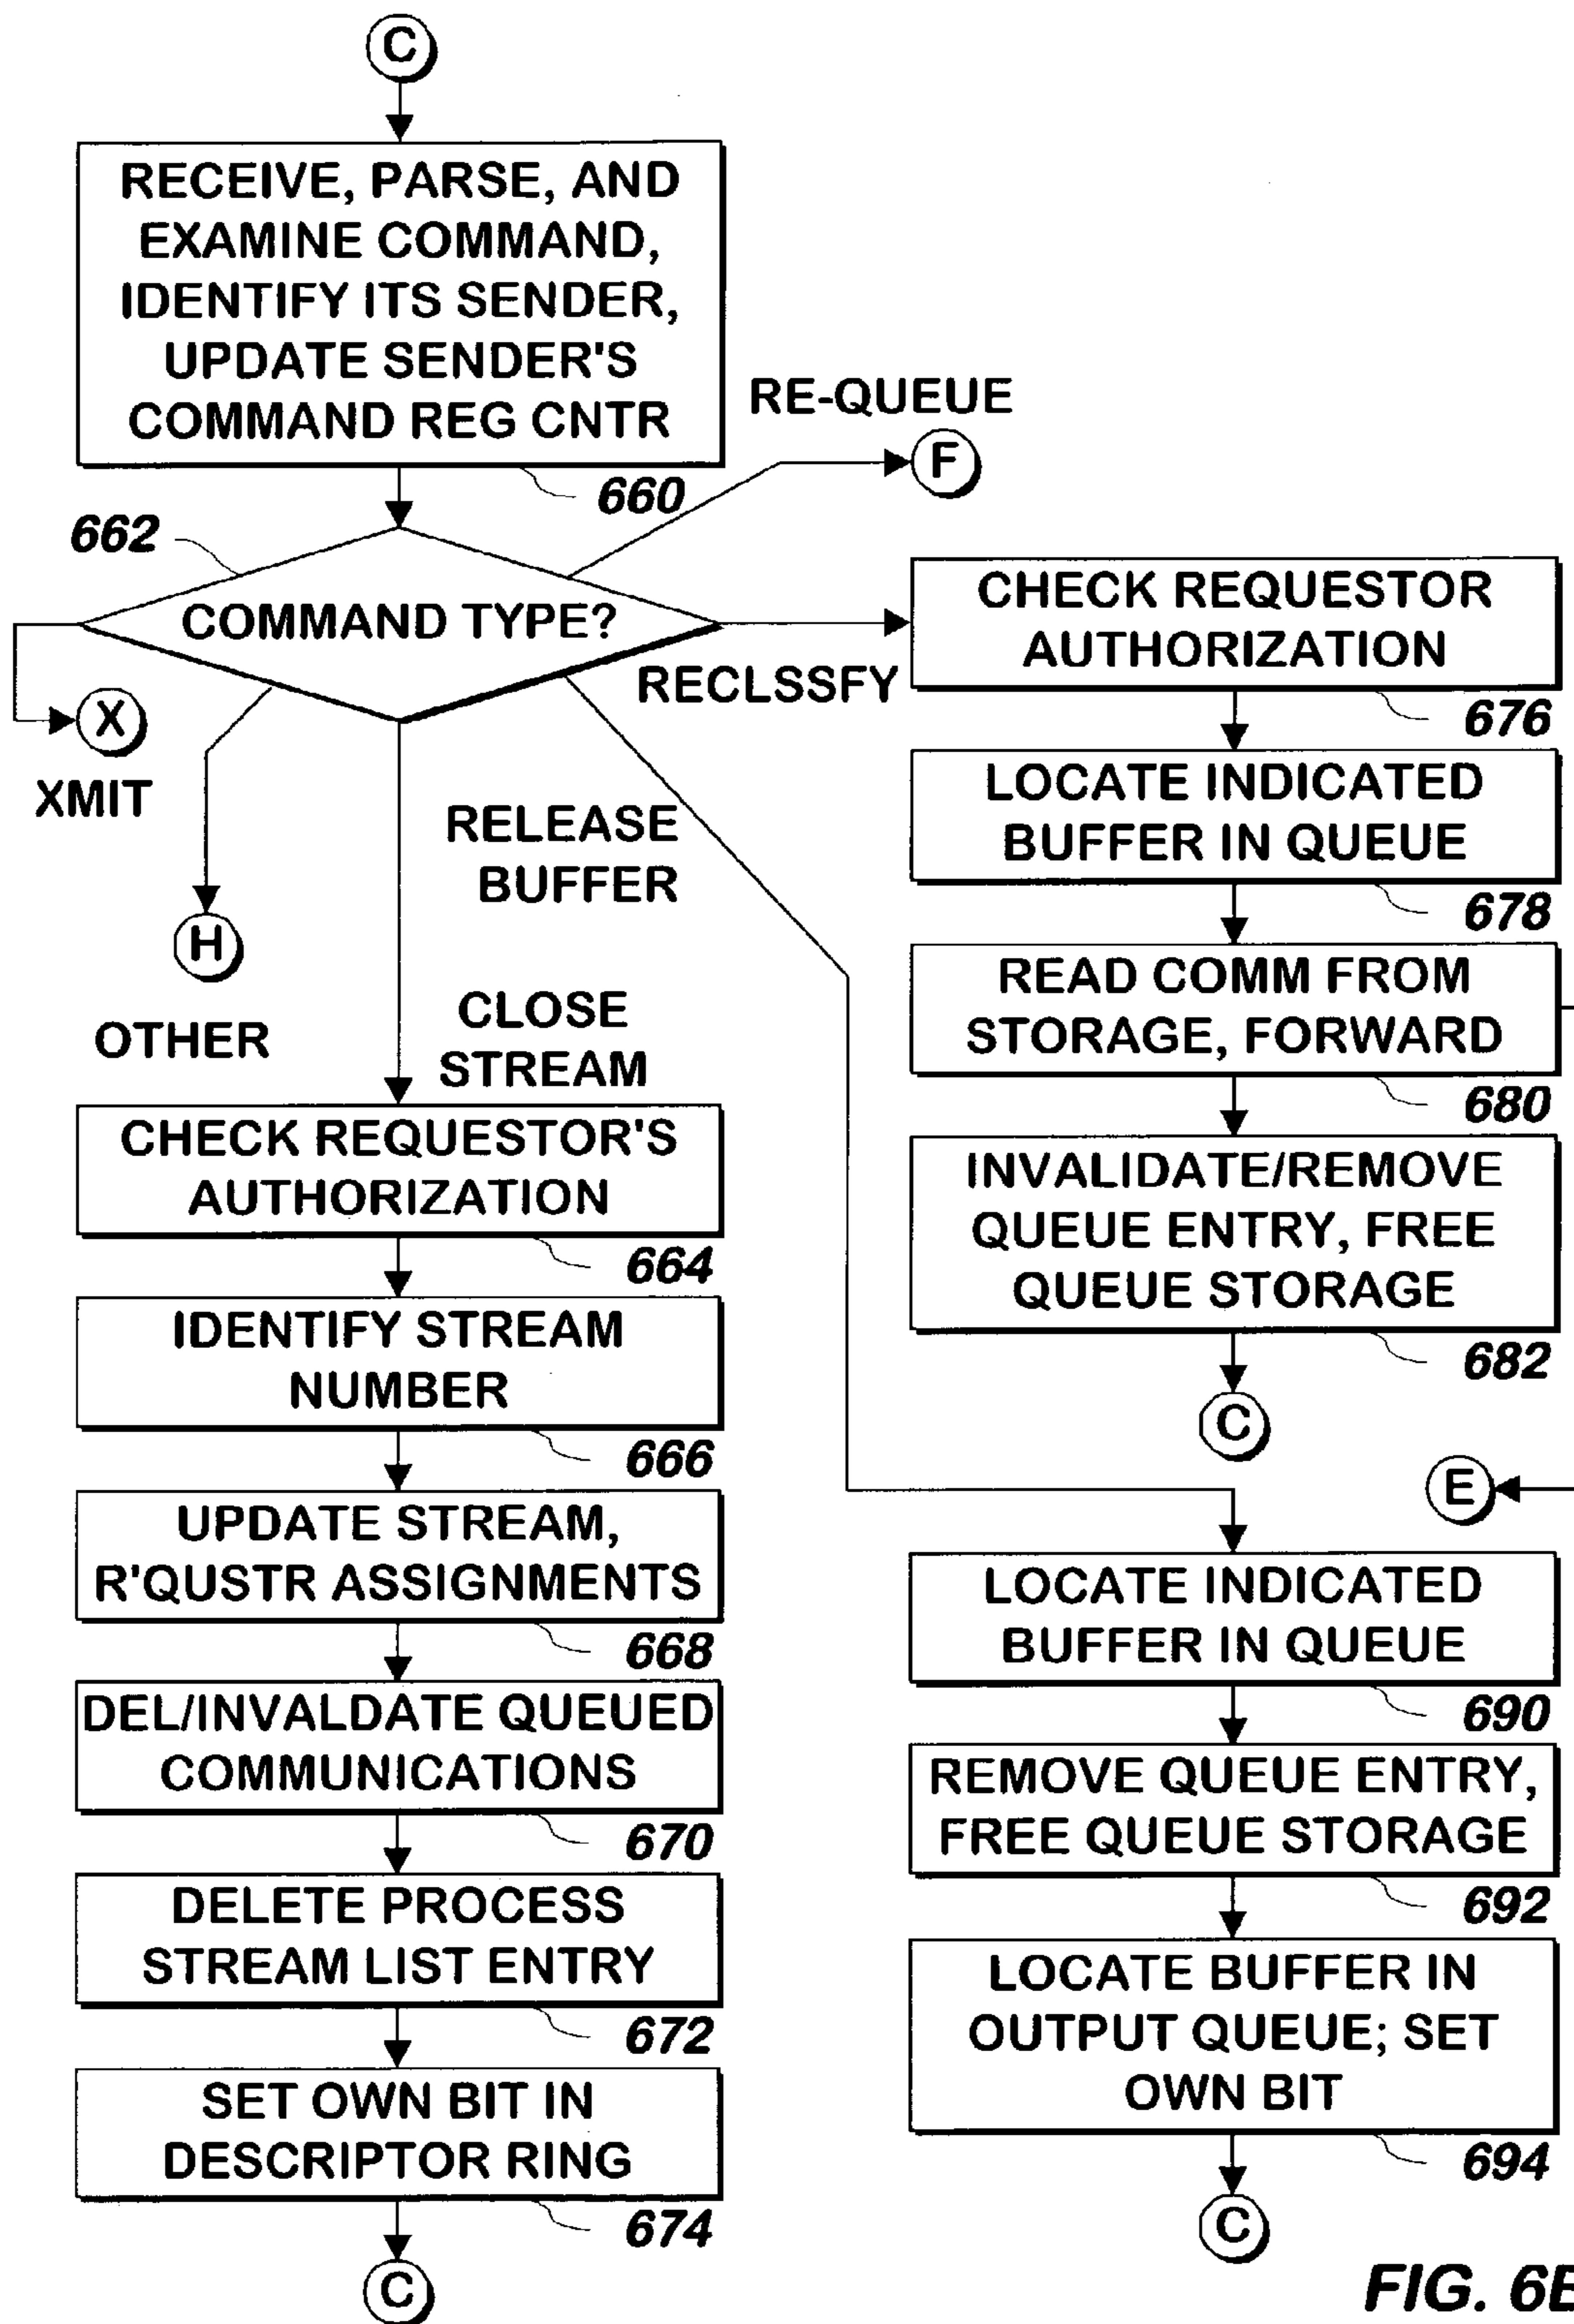 C
RECEIVE, PARSE, AND
EXAMINE COMMAND,
IDENTIFY ITS SENDER,
UPDATE SENDER'S
COMMAND REG CNTR
660
RE-QUEUE
F
662
COMMAND TYPE?
RECLSSFY
X
XMIT
H
OTHER
RELEASE
BUFFER
CLOSE
STREAM
CHECK REQUESTOR'S
AUTHORIZATION
664
IDENTIFY STREAM
NUMBER
666
UPDATE STREAM,
R'QUSTR ASSIGNMENTS
668
DEL/INVALDATE QUEUED
COMMUNICATIONS
670
DELETE PROCESS
STREAM LIST ENTRY
672
SET OWN BIT IN
DESCRIPTOR RING
674
C
CHECK REQUESTOR
AUTHORIZATION
676
LOCATE INDICATED
BUFFER IN QUEUE
678
READ COMM FROM
STORAGE, FORWARD
680
INVALIDATE/REMOVE
QUEUE ENTRY, FREE
QUEUE STORAGE
682
C
E
LOCATE INDICATED
BUFFER IN QUEUE
690
REMOVE QUEUE ENTRY,
FREE QUEUE STORAGE
692
LOCATE BUFFER IN
OUTPUT QUEUE; SET
OWN BIT
694
C
FIG.